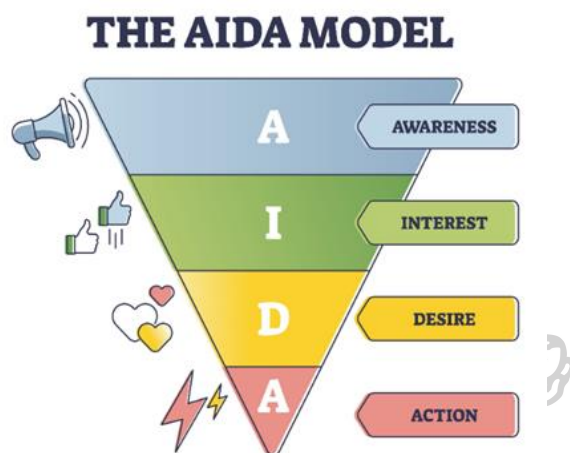 THE AIDA MODEL
A
AWARENESS
I
INTEREST
D
DESIRE
A
ACTION